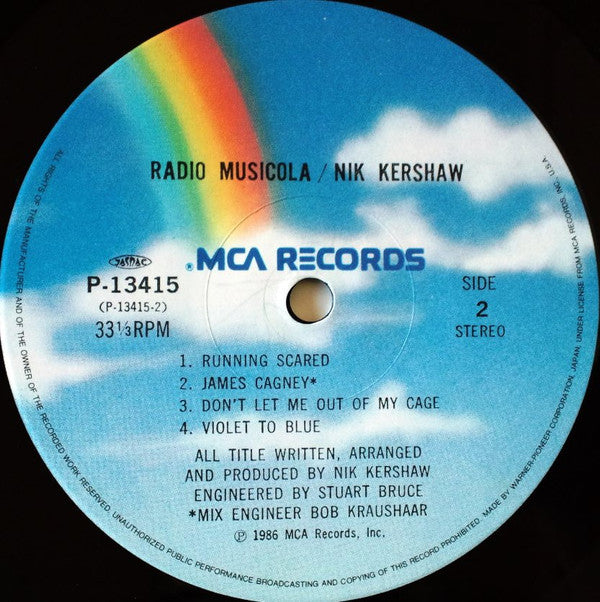 RADIO MUSICOLA / NIK KERSHAW
JASRAC
®MCA RECORDS
P-13415
(P-13415-2)
33⅓RPM
SIDE
2
STEREO
1. RUNNING SCARED
2. JAMES CAGNEY*
3. DON'T LET ME OUT OF MY CAGE
4. VIOLET TO BLUE
ALL TITLE WRITTEN, ARRANGED
AND PRODUCED BY NIK KERSHAW
ENGINEERED BY STUART BRUCE
*MIX ENGINEER BOB KRAUSHAAR
℗ 1986 MCA Records, Inc.
ALL RIGHTS OF THE MANUFACTURER AND OF THE OWNER OF THE RECORDED WORK RESERVED. UNAUTHORIZED PUBLIC PERFORMANCE BROADCASTING AND COPYING OF THIS RECORD PROHIBITED. MADE BY WARNER-PIONEER CORPORATION, JAPAN, UNDER LICENSE FROM MCA RECORDS, INC., U.S.A.